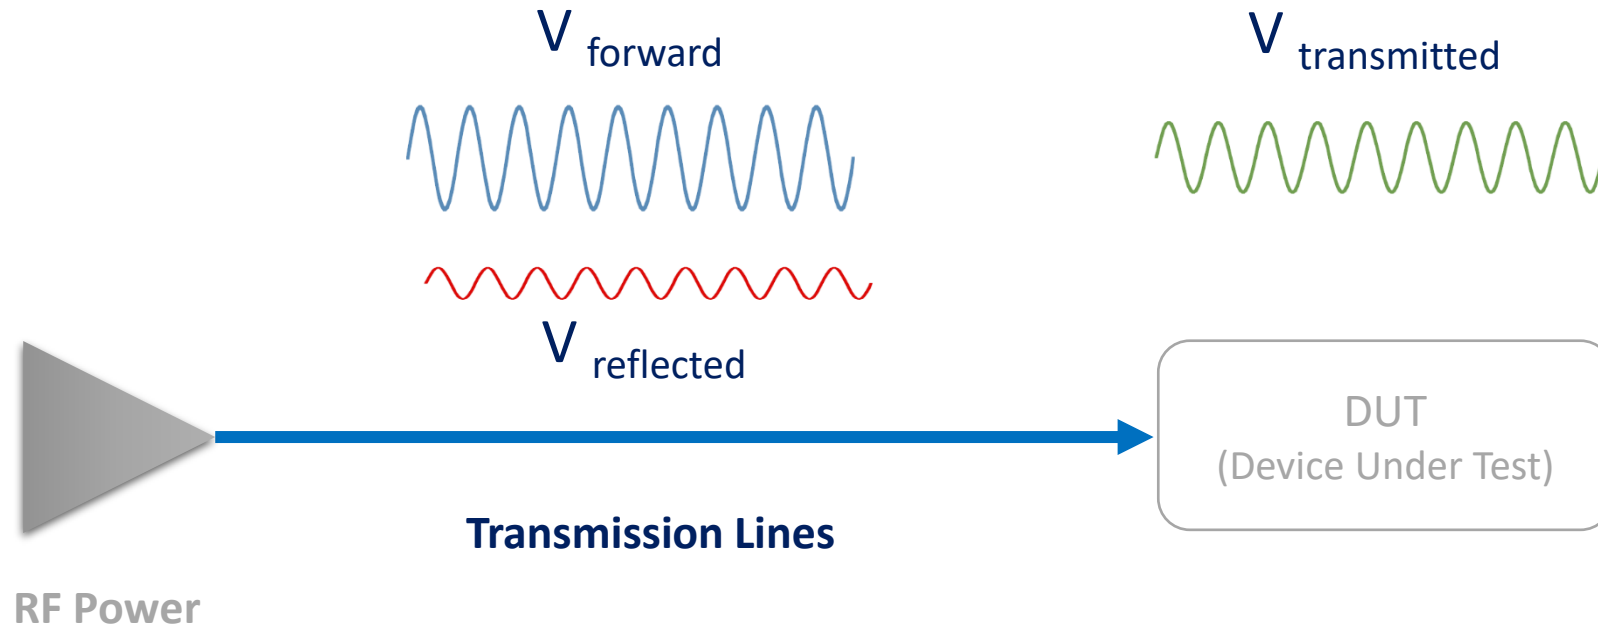 V forward
V transmitted
V reflected
DUT
(Device Under Test)
Transmission Lines
RF Power